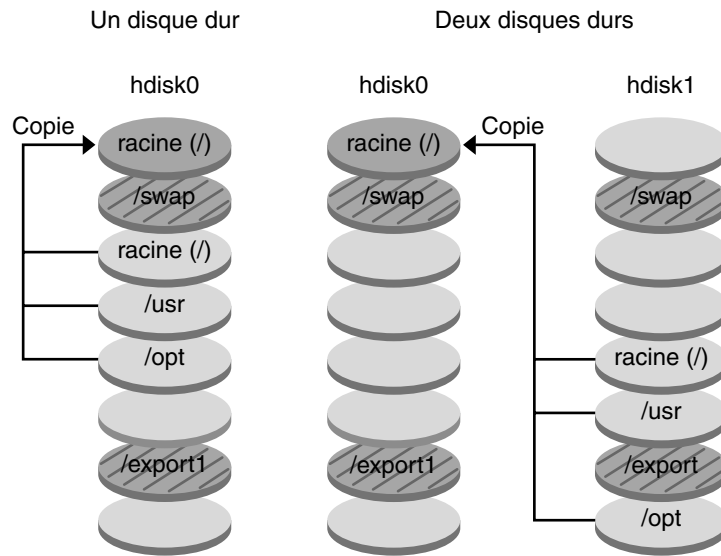 Un disque dur
Deux disques durs
hdisk0
hdisk0
hdisk1
Copie
racine (/)
/swap
racine (/)
/usr
/opt
/export1
racine (/)
Copie
/swap
/export1
/swap
racine (/)
/usr
/export
/opt